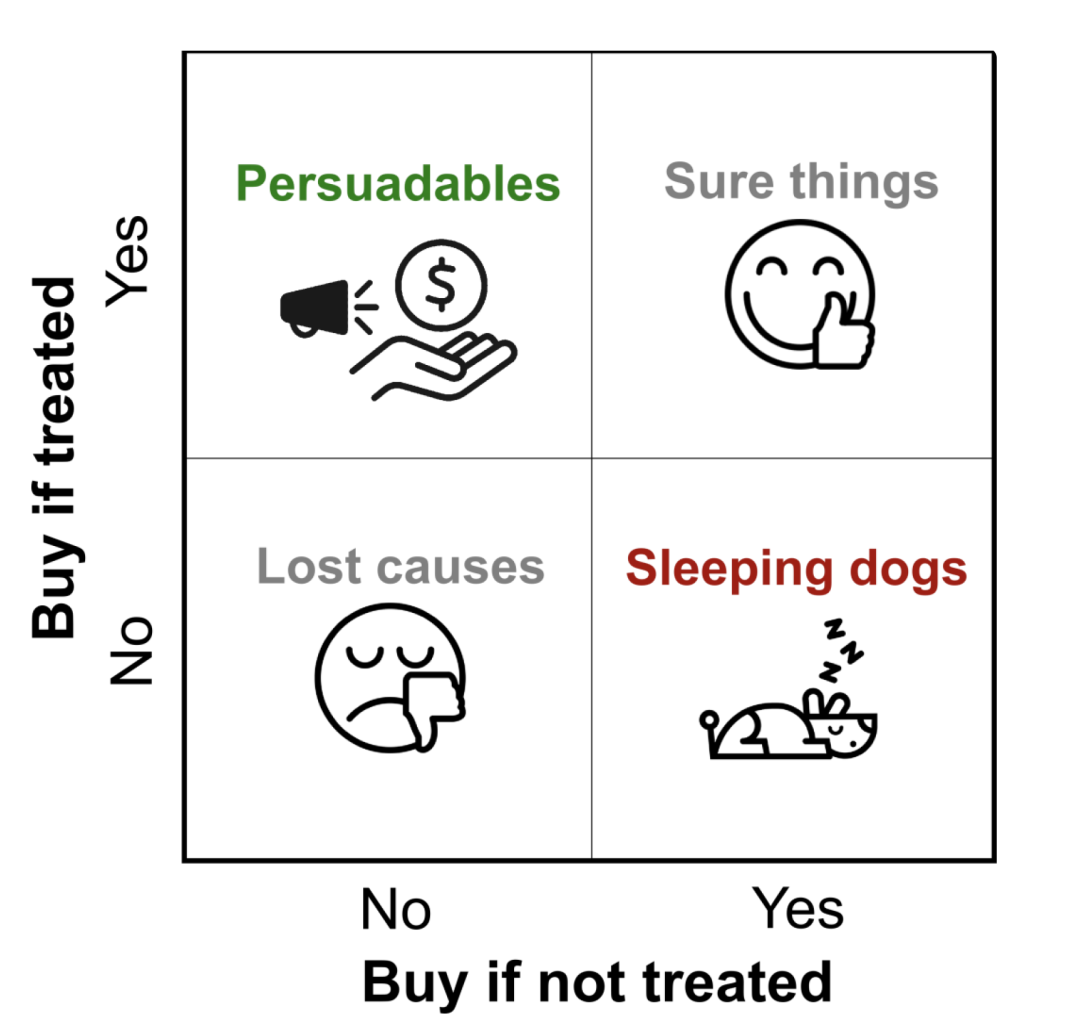 Persuadables
Sure things
$
Lost causes
Sleeping dogs
z
z
z
Buy if treated
Yes
No
No
Yes
Buy if not treated